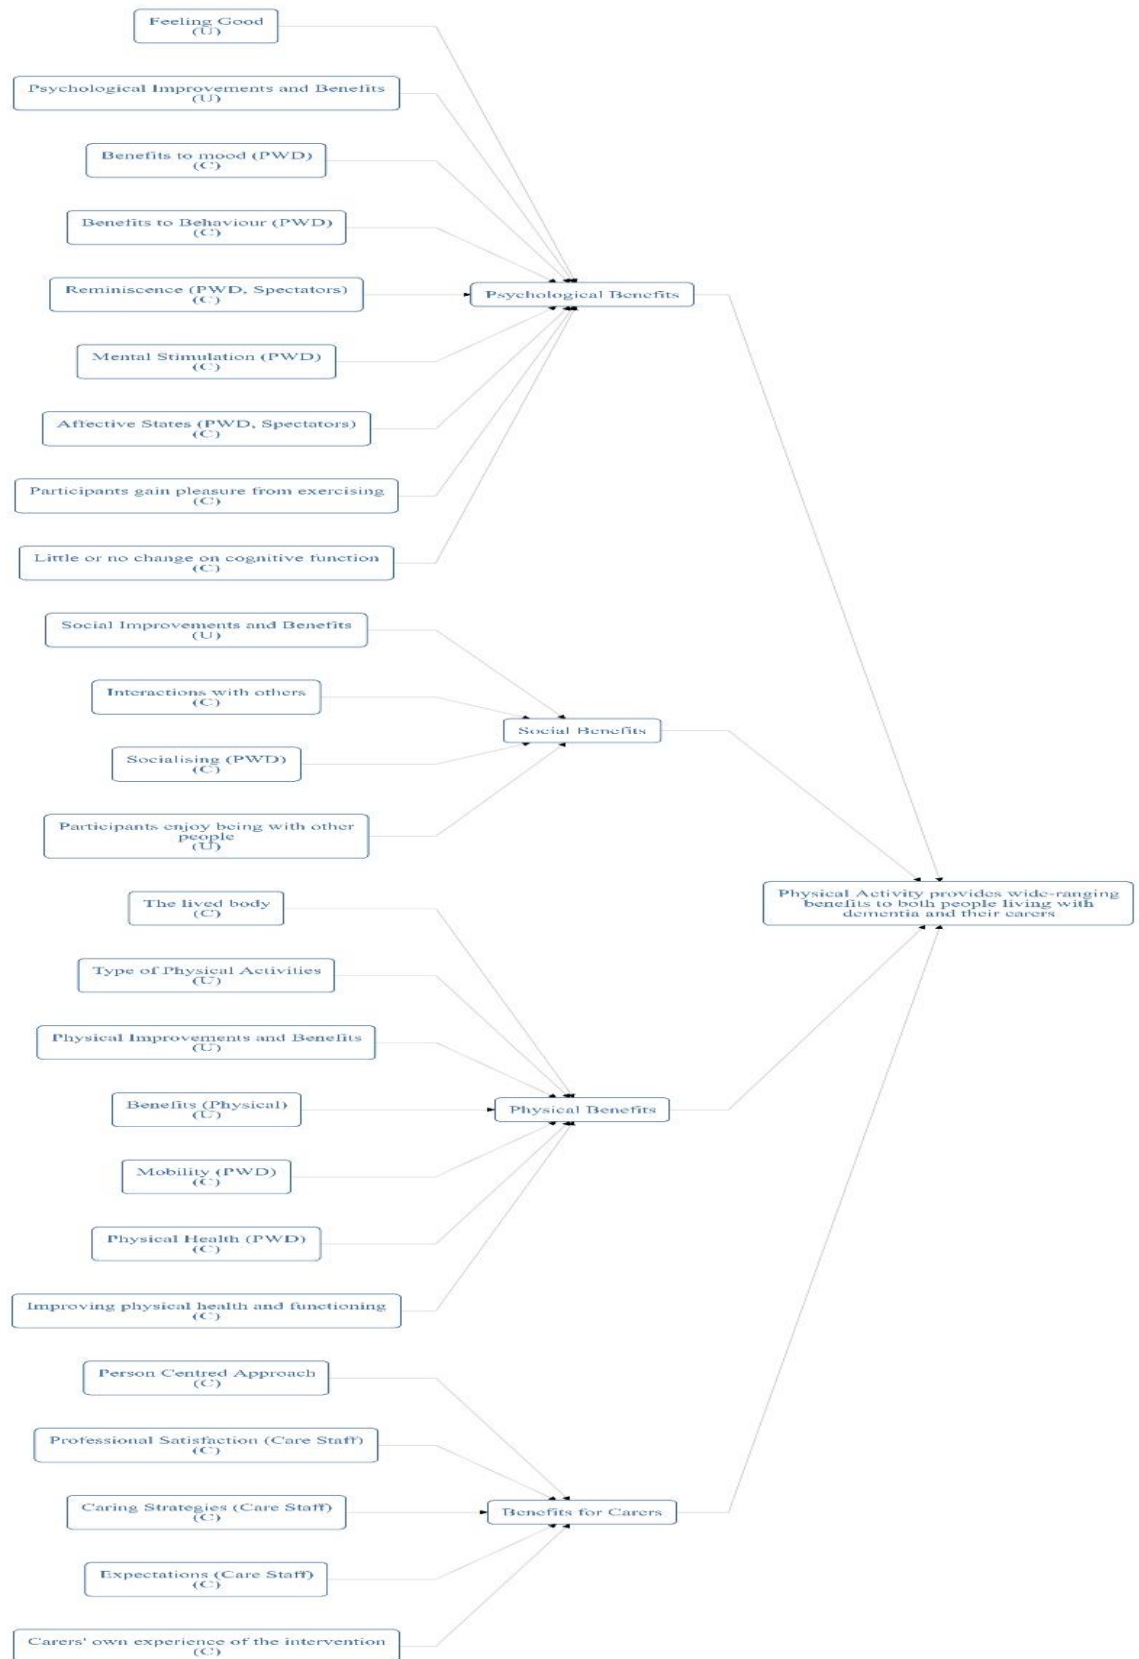 Feeling Good
(U)
Psychological Improvements and Benefits
(U)
Benefits to mood (PWD)
(C)
Benefits to Behaviour (PWD)
(C)
Reminiscence (PWD, Spectators)
(C)
Psychological Benefits
Mental Stimulation (PWD)
(C)
Affective States (PWD, Spectators)
(C)
Participants gain pleasure from exercising
(C)
Little or no change on cognitive function
(C)
Social Improvements and Benefits
(U)
Interactions with others
(C)
Social Benefits
Socialising (PWD)
(C)
Participants enjoy being with other
people
(U)
The lived body
(C)
Physical Activity provides wide-ranging
benefits to both people living with
dementia and their carers
Type of Physical Activities
(U)
Physical Improvements and Benefits
(U)
Benefits (Physical)
(U)
Physical Benefits
Mobility (PWD)
(C)
Physical Health (PWD)
(C)
Improving physical health and functioning
(C)
Person Centred Approach
(C)
Professional Satisfaction (Care Staff)
(C)
Caring Strategies (Care Staff)
(C)
Benefits for Carers
Expectations (Care Staff)
(C)
Carers' own experience of the intervention
(C)